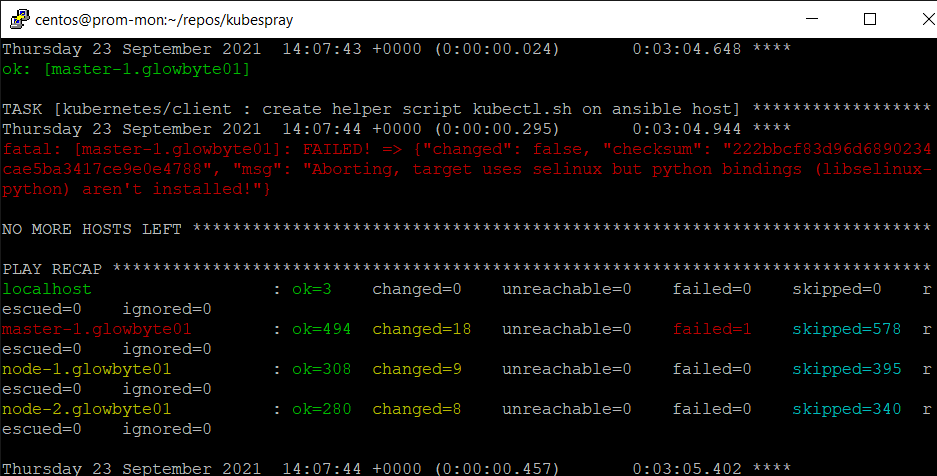 centos@prom-mon:~/repos/kubespray
Thursday 23 September 2021  14:07:43 +0000 (0:00:00.024)       0:03:04.648 ****
ok: [master-1.glowbyte01]
TASK [kubernetes/client : create helper script kubectl.sh on ansible host] ******************
Thursday 23 September 2021  14:07:44 +0000 (0:00:00.295)       0:03:04.944 ****
fatal: [master-1.glowbyte01]: FAILED! => {"changed": false, "checksum": "222bbcf83d96d6890234
cae5ba3417ce9e0e4788", "msg": "Aborting, target uses selinux but python bindings (libselinux-
python) aren't installed!"}
NO MORE HOSTS LEFT **************************************************************************
PLAY RECAP **********************************************************************************
localhost                  : ok=3    changed=0    unreachable=0    failed=0    skipped=0    r
escued=0    ignored=0
master-1.glowbyte01        : ok=494  changed=18   unreachable=0    failed=1    skipped=578  r
escued=0    ignored=0
node-1.glowbyte01          : ok=308  changed=9    unreachable=0    failed=0    skipped=395  r
escued=0    ignored=0
node-2.glowbyte01          : ok=280  changed=8    unreachable=0    failed=0    skipped=340  r
escued=0    ignored=0
Thursday 23 September 2021  14:07:44 +0000 (0:00:00.457)       0:03:05.402 ****